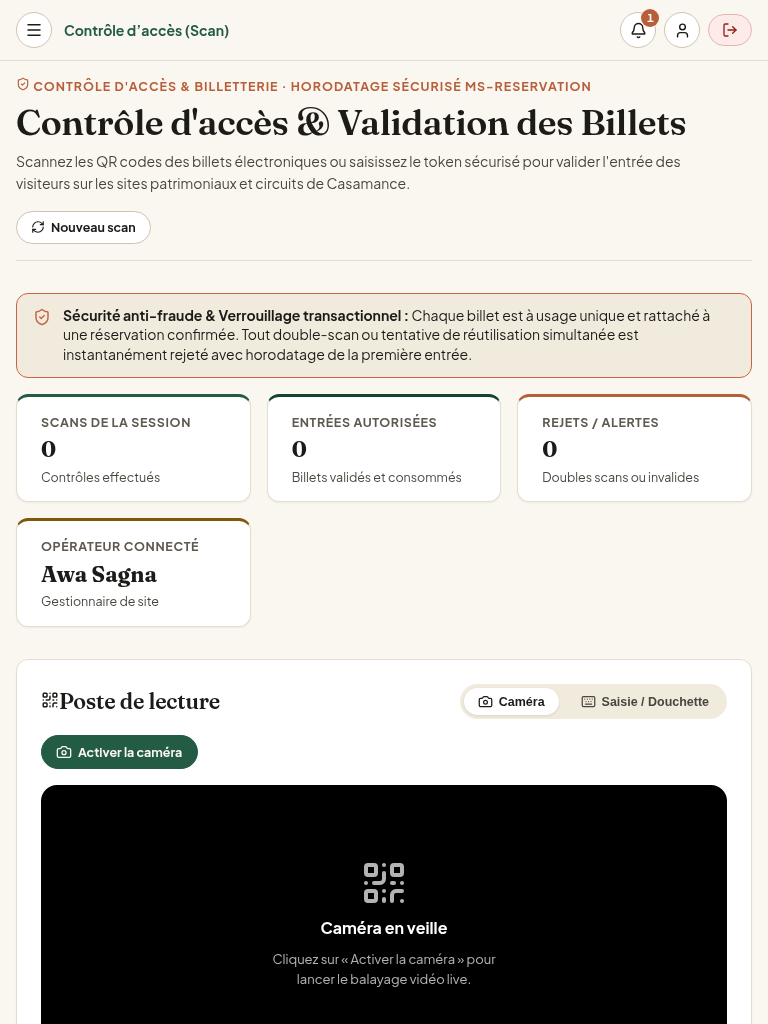 Contrôle d’accès (Scan)
1
CONTRÔLE D'ACCÈS & BILLETTERIE · HORODATAGE SÉCURISÉ MS-RESERVATION
Contrôle d'accès & Validation des Billets
Scannez les QR codes des billets électroniques ou saisissez le token sécurisé pour valider l'entrée des
visiteurs sur les sites patrimoniaux et circuits de Casamance.
Nouveau scan
Sécurité anti-fraude & Verrouillage transactionnel : Chaque billet est à usage unique et rattaché à
une réservation confirmée. Tout double-scan ou tentative de réutilisation simultanée est
instantanément rejeté avec horodatage de la première entrée.
SCANS DE LA SESSION
0
Contrôles effectués
ENTRÉES AUTORISÉES
0
Billets validés et consommés
REJETS / ALERTES
0
Doubles scans ou invalides
OPÉRATEUR CONNECTÉ
Awa Sagna
Gestionnaire de site
Poste de lecture
Caméra
Saisie / Douchette
Activer la caméra
Caméra en veille
Cliquez sur « Activer la caméra » pour
lancer le balayage vidéo live.